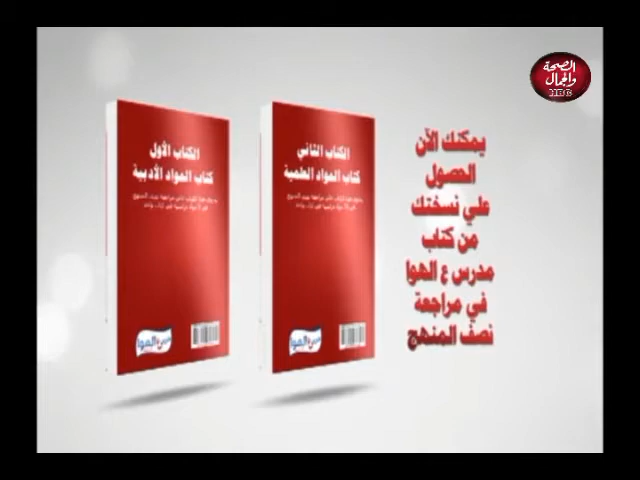 الصحة
والجمال
HBC
يمكنك الآن
الحصول
علي نسختك
من كتاب
مدرس ع الهوا
في مراجعة
نصف المنهج
الكتاب الثاني
كتاب المواد العلمية
الكتاب الأول
كتاب المواد الأدبية